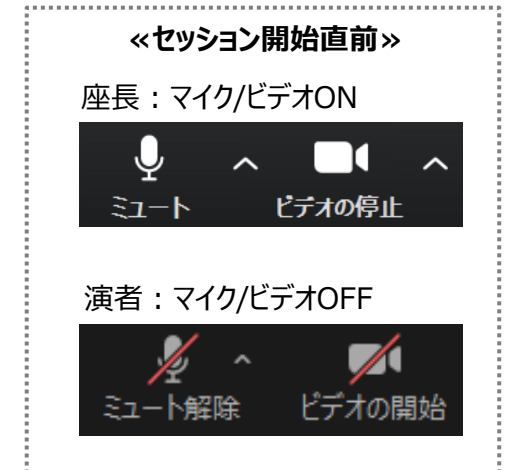 ≪セッション開始直前≫
座長：マイク/ビデオON
ミュート ビデオの停止
演者：マイク/ビデオOFF
ミュート解除 ビデオの開始